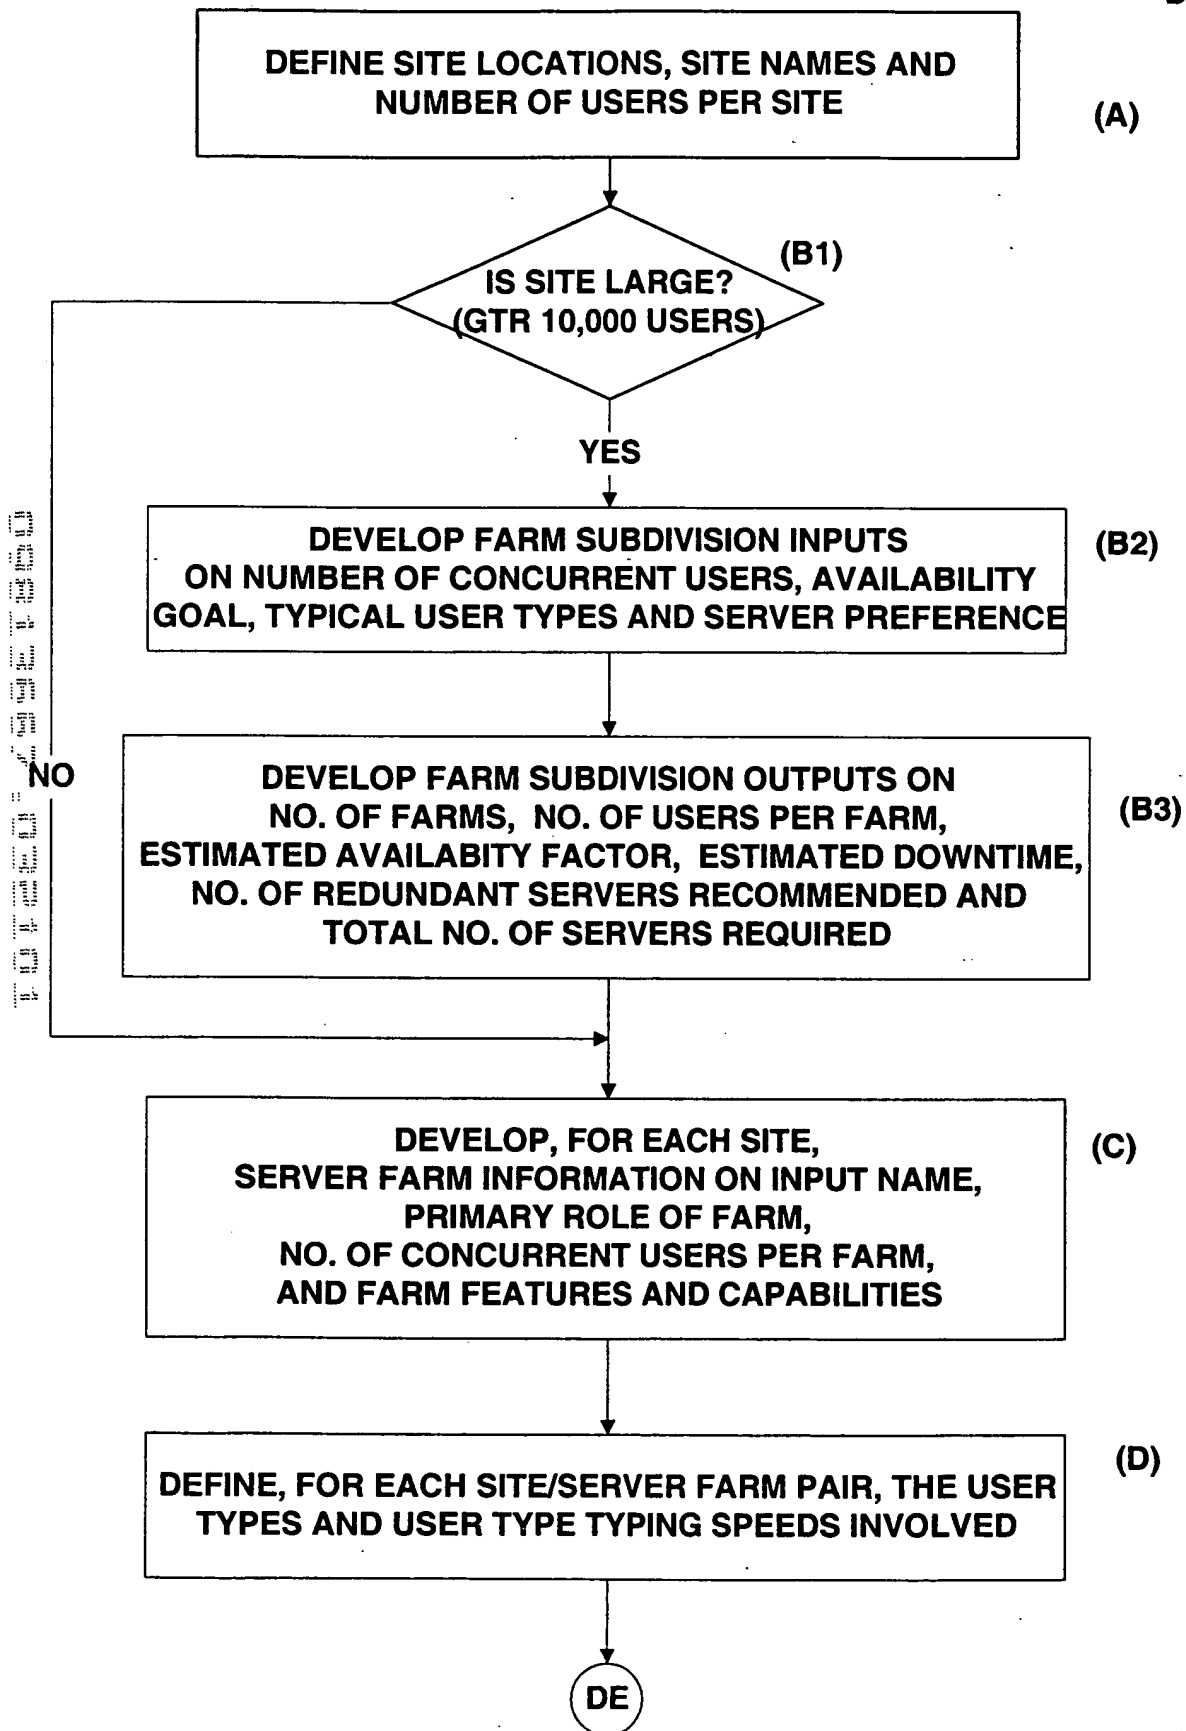 DEFINE SITE LOCATIONS, SITE NAMES AND
NUMBER OF USERS PER SITE
(A)
(B1)
IS SITE LARGE?
(GTR 10,000 USERS)
YES
DEVELOP FARM SUBDIVISION INPUTS
ON NUMBER OF CONCURRENT USERS, AVAILABILITY
GOAL, TYPICAL USER TYPES AND SERVER PREFERENCE
(B2)
NO
DEVELOP FARM SUBDIVISION OUTPUTS ON
NO. OF FARMS, NO. OF USERS PER FARM,
ESTIMATED AVAILABITY FACTOR, ESTIMATED DOWNTIME,
NO. OF REDUNDANT SERVERS RECOMMENDED AND
TOTAL NO. OF SERVERS REQUIRED
(B3)
DEVELOP, FOR EACH SITE,
SERVER FARM INFORMATION ON INPUT NAME,
PRIMARY ROLE OF FARM,
NO. OF CONCURRENT USERS PER FARM,
AND FARM FEATURES AND CAPABILITIES
(C)
DEFINE, FOR EACH SITE/SERVER FARM PAIR, THE USER
TYPES AND USER TYPE TYPING SPEEDS INVOLVED
(D)
DE